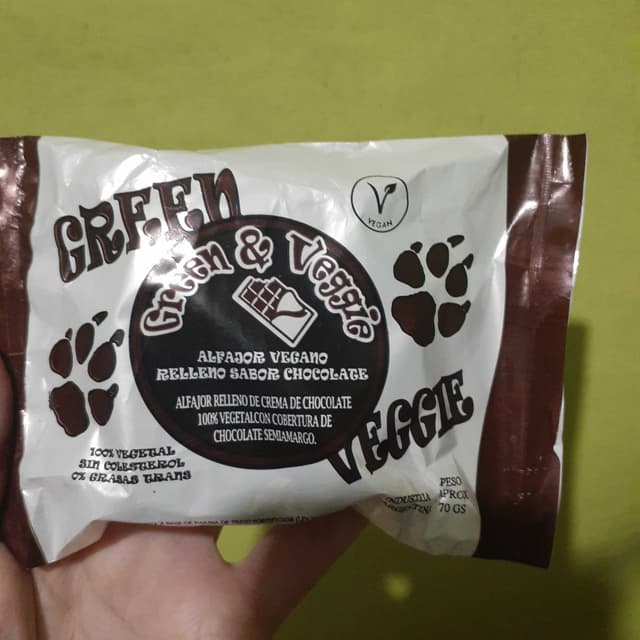 GREEN
VEGAN
Green & Veggie
ALFAJOR VEGANO
RELLENO SABOR CHOCOLATE
ALFAJOR RELLENO DE CREMA DE CHOCOLATE
100% VEGETALCON COBERTURA DE
CHOCOLATE SEMIAMARGO.
VEGGIE
100% VEGETAL
SIN COLESTEROL
0% GRASAS TRANS
PESO
APROX
70 GS